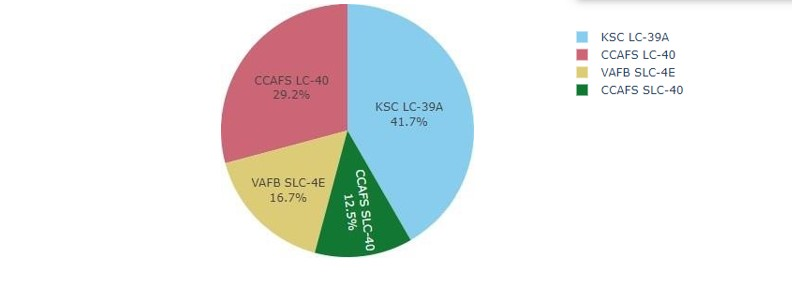 CCAFS LC-40
29.2%
KSC LC-39A
41.7%
VAFB SLC-4E
16.7%
CCAFS SLC-40
12.5%
KSC LC-39A
CCAFS LC-40
VAFB SLC-4E
CCAFS SLC-40